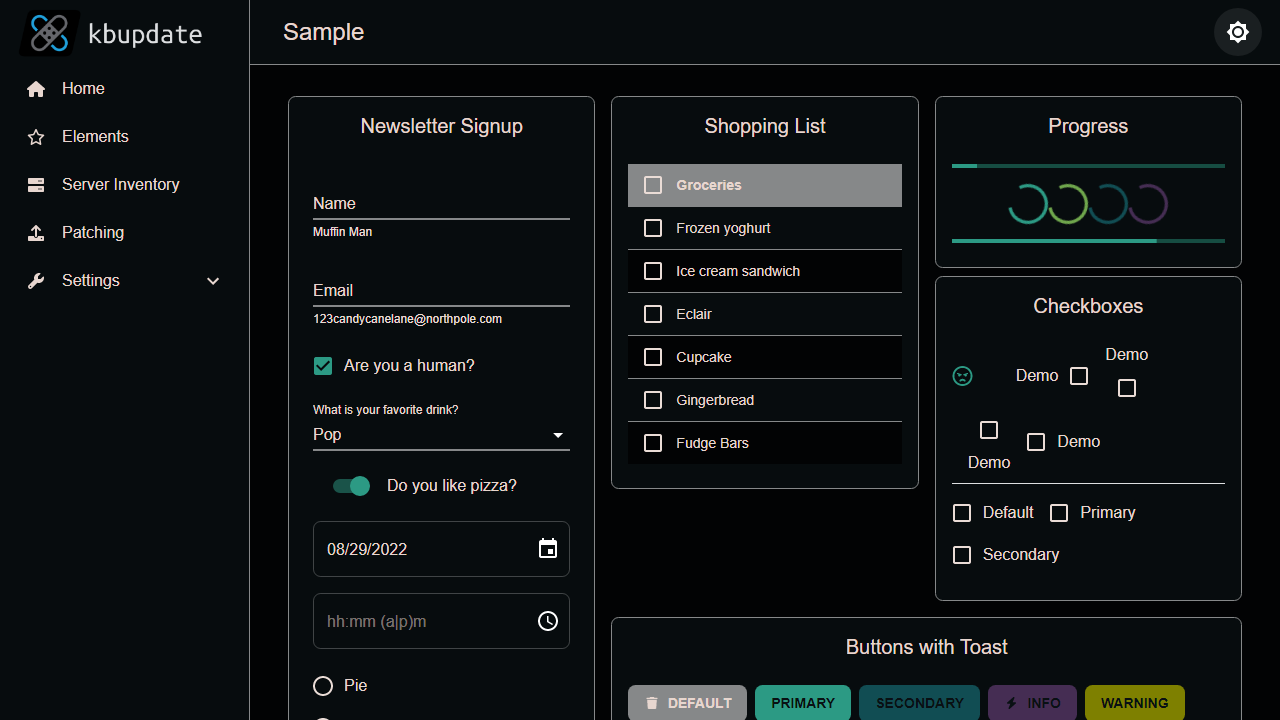 kbupdate
Sample
Home
Elements
Server Inventory
Patching
Settings
Newsletter Signup
Name
Muffin Man
Email
123candycanelane@northpole.com
Are you a human?
What is your favorite drink?
Pop
Do you like pizza?
08/29/2022
hh:mm (a|p)m
Pie
Shopping List
Groceries
Frozen yoghurt
Ice cream sandwich
Eclair
Cupcake
Gingerbread
Fudge Bars
Progress
Checkboxes
Demo
Demo
Demo
Demo
Default
Primary
Secondary
Buttons with Toast
DEFAULT
PRIMARY
SECONDARY
INFO
WARNING